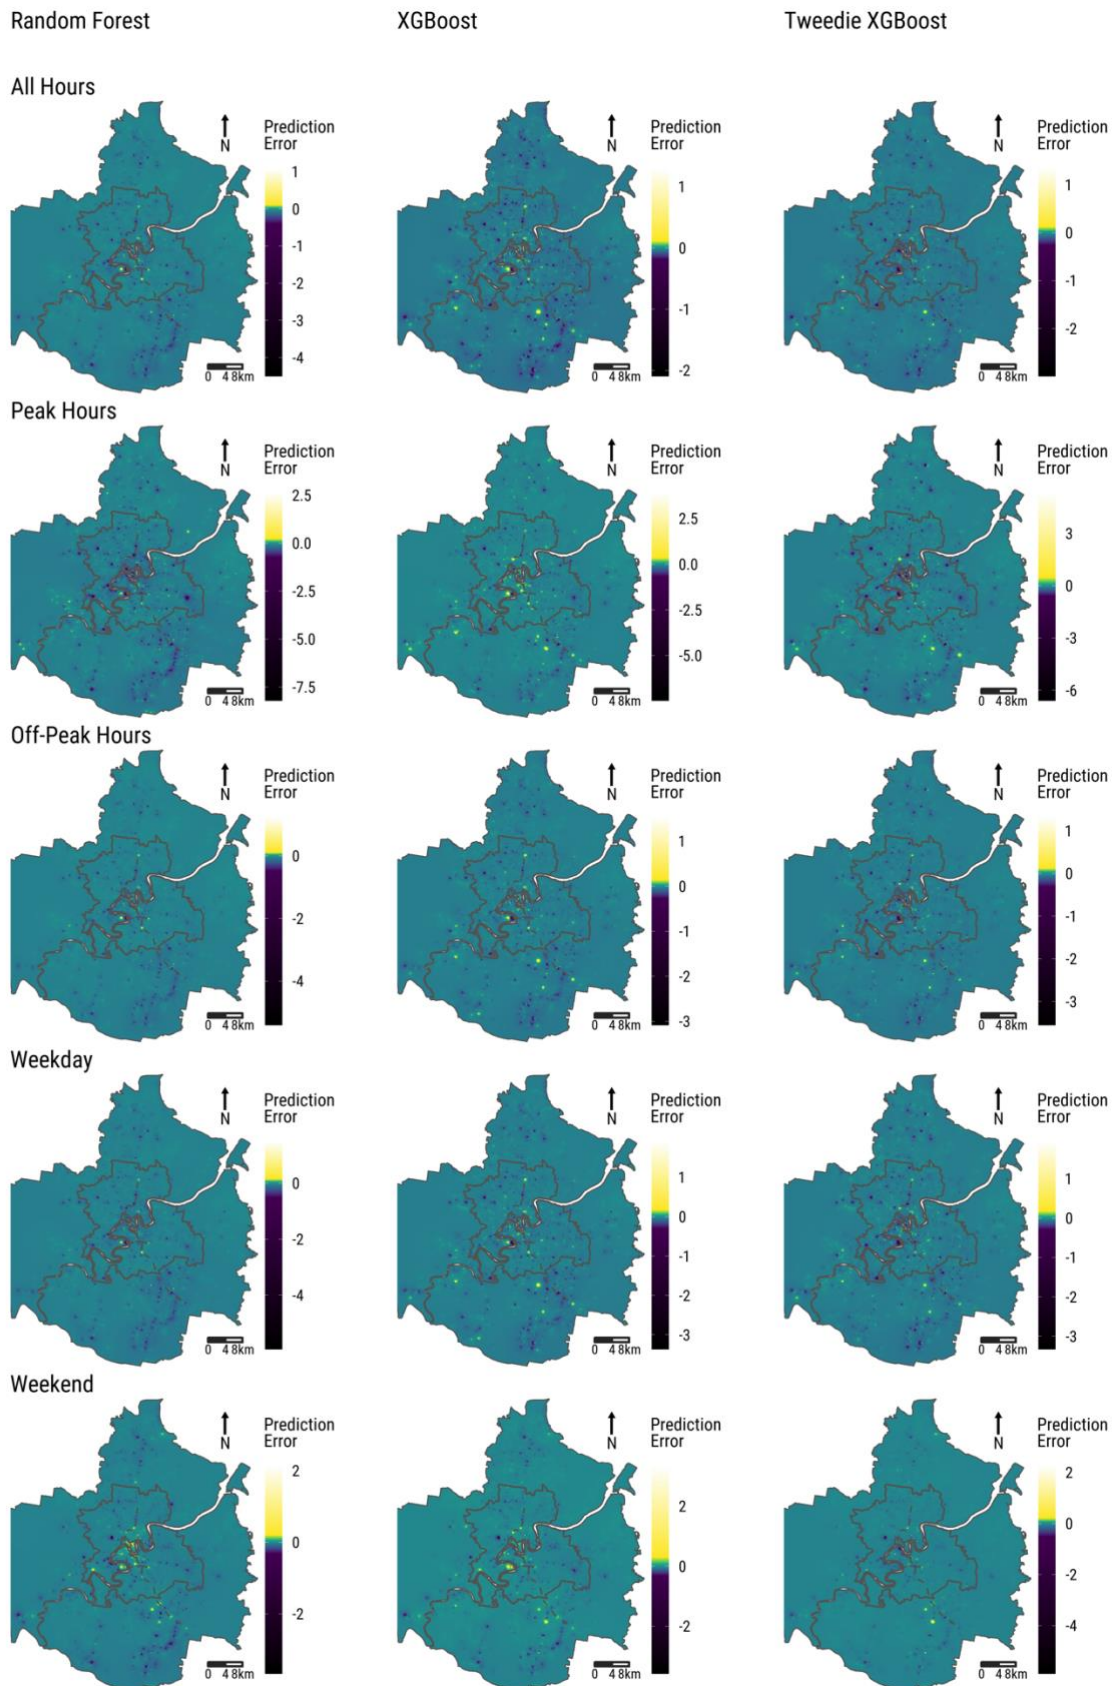 Random Forest XGBoost Tweedie XGBoost
All Hours
N Prediction Error 1 0 -1 -2 -3 -4 0 4 8km
N Prediction Error 1 0 -1 -2 0 4 8km
N Prediction Error 1 0 -1 -2 0 4 8km
Peak Hours
N Prediction Error 2.5 0.0 -2.5 -5.0 -7.5 0 4 8km
N Prediction Error 2.5 0.0 -2.5 -5.0 0 4 8km
N Prediction Error 3 0 -3 -6 0 4 8km
Off-Peak Hours
N Prediction Error 0 -2 -4 0 4 8km
N Prediction Error 1 0 -1 -2 -3 0 4 8km
N Prediction Error 1 0 -1 -2 -3 0 4 8km
Weekday
N Prediction Error 0 -2 -4 0 4 8km
N Prediction Error 1 0 -1 -2 -3 0 4 8km
N Prediction Error 1 0 -1 -2 -3 0 4 8km
Weekend
N Prediction Error 2 0 -2 0 4 8km
N Prediction Error 2 0 -2 0 4 8km
N Prediction Error 2 0 -2 -4 0 4 8km